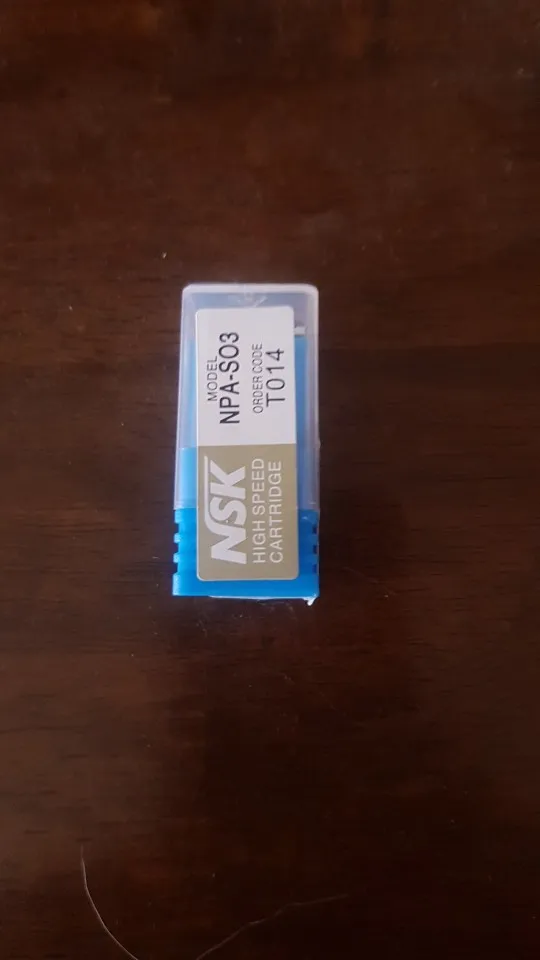 MODEL
NPA-S03
ORDER CODE
T014
NSK
HIGH SPEED
CARTRIDGE